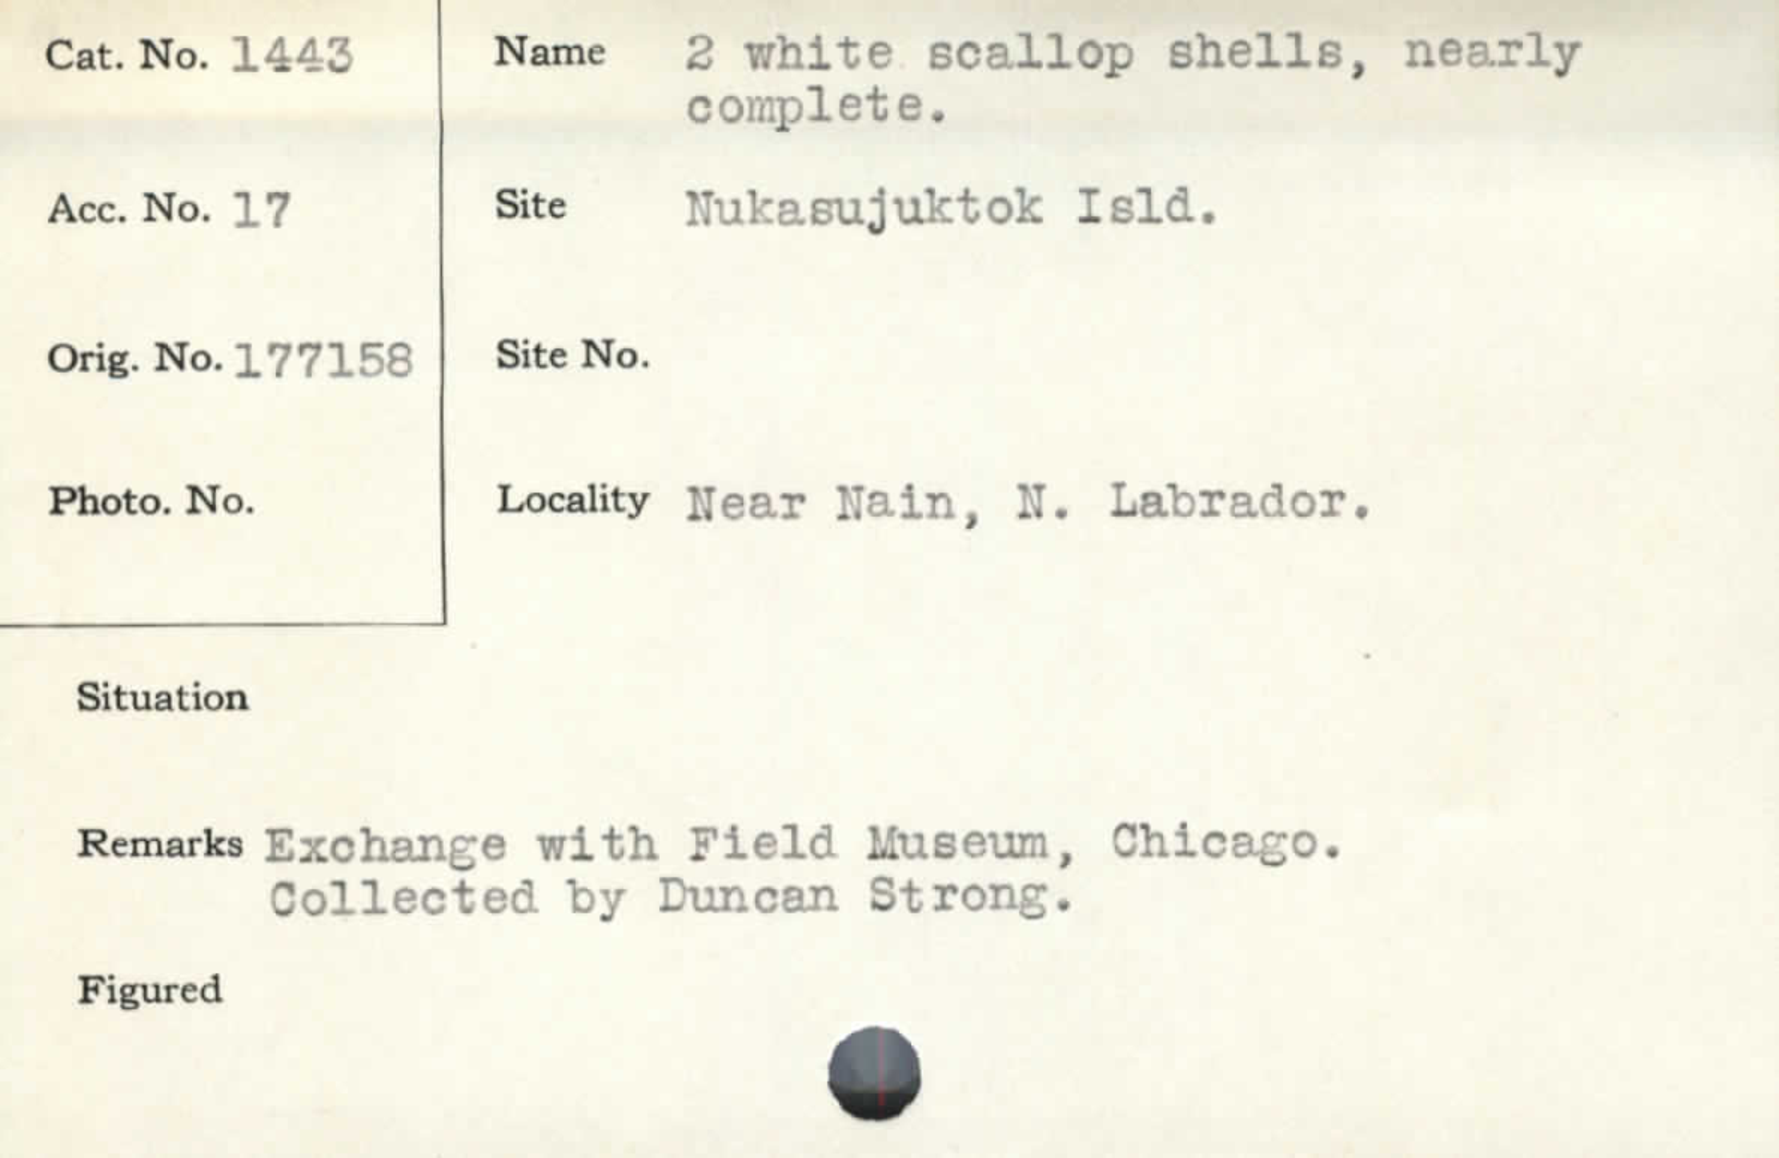 Cat. No. 1443
Name 2 white scallop shells, nearly
complete.
Acc. No. 17
Site Nukasujuktok Isld.
Orig. No. 177158
Site No.
Photo. No.
Locality Near Nain, N. Labrador.
Situation
Remarks Exchange with Field Museum, Chicago.
Collected by Duncan Strong.
Figured